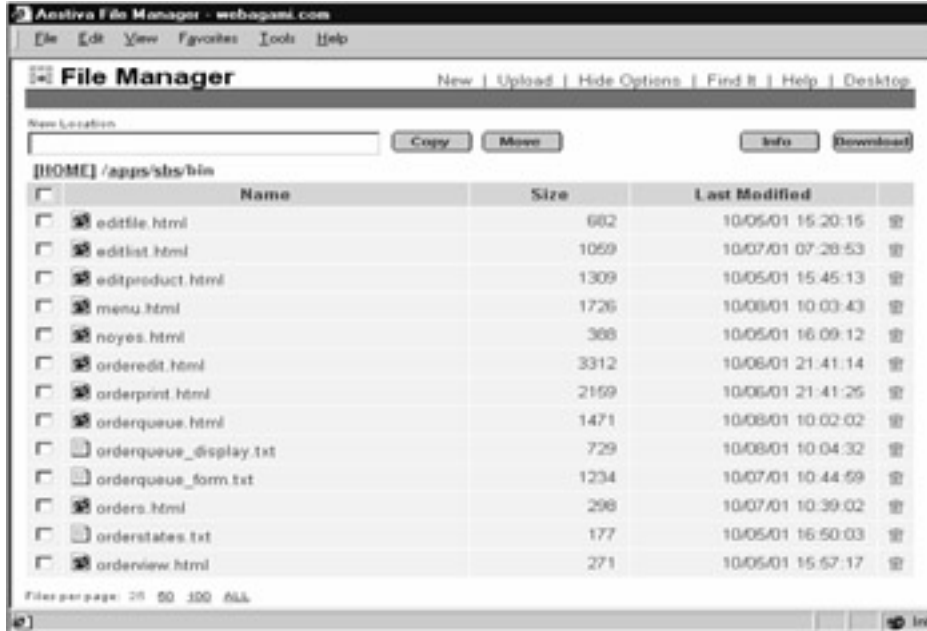 Aestiva File Manager - webagami.com
File Edit View Favorites Tools Help
File Manager
New | Upload | Hide Options | Find It | Help | Desktop
New Location
Copy Move Info Download
[HOME] /apps/sbs/bin
Name Size Last Modified
editfile.html 682 10/05/01 15:20:15
editlist.html 1059 10/07/01 07:28:53
editproduct.html 1309 10/05/01 15:45:13
menu.html 1726 10/08/01 10:03:43
noyes.html 388 10/05/01 16:09:12
orderedit.html 3312 10/06/01 21:41:14
orderprint.html 2159 10/06/01 21:41:25
orderqueue.html 1471 10/08/01 10:02:02
orderqueue_display.txt 729 10/08/01 10:04:32
orderqueue_form.txt 1234 10/07/01 10:44:59
orders.html 298 10/07/01 10:39:02
orderstates.txt 177 10/05/01 16:50:03
orderview.html 271 10/05/01 15:57:17
Files per page: 25 50 100 ALL